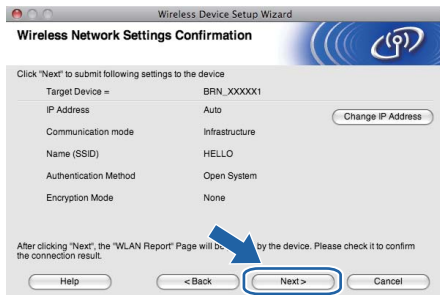 Wireless Device Setup Wizard
Wireless Network Settings Confirmation
Click "Next" to submit following settings to the device
Target Device = BRN_XXXXX1
IP Address Auto
Change IP Address
Communication mode Infrastructure
Name (SSID) HELLO
Authentication Method Open System
Encryption Mode None
After clicking "Next", the "WLAN Report" Page will by the device. Please check it to confirm
the connection result.
Help < Back Next > Cancel